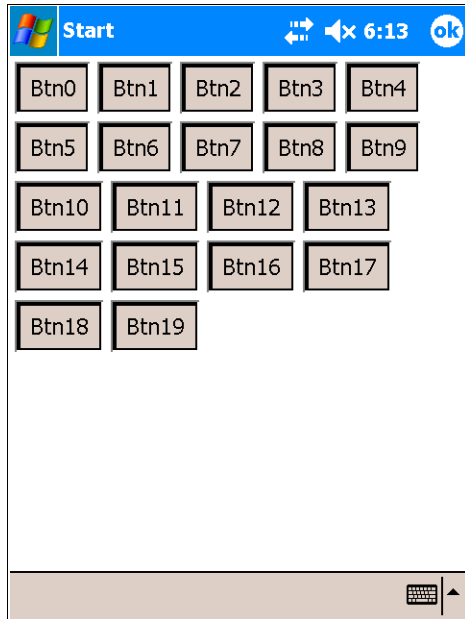 Start 6:13 ok
Btn0 Btn1 Btn2 Btn3 Btn4
Btn5 Btn6 Btn7 Btn8 Btn9
Btn10 Btn11 Btn12 Btn13
Btn14 Btn15 Btn16 Btn17
Btn18 Btn19